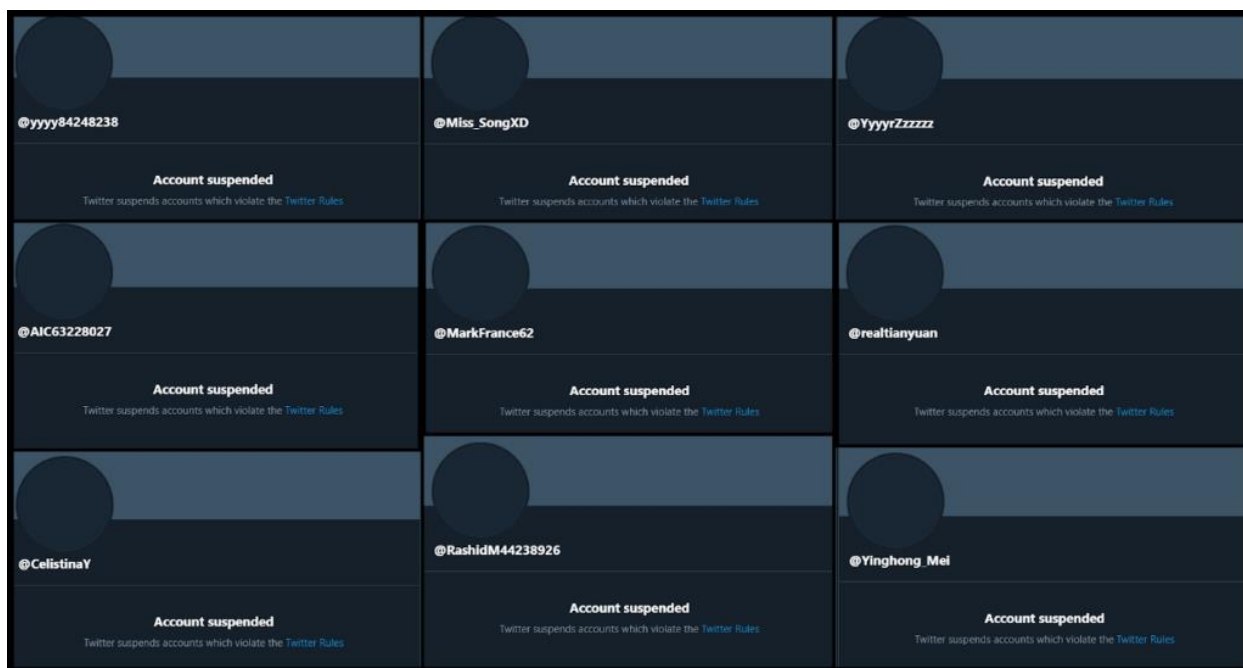 @yyyy84248238
Account suspended
Twitter suspends accounts which violate the Twitter Rules
@Miss_SongXD
Account suspended
Twitter suspends accounts which violate the Twitter Rules
@YyyyrZzzzzz
Account suspended
Twitter suspends accounts which violate the Twitter Rules
@AIC63228027
Account suspended
Twitter suspends accounts which violate the Twitter Rules
@MarkFrance62
Account suspended
Twitter suspends accounts which violate the Twitter Rules
@realtianyuan
Account suspended
Twitter suspends accounts which violate the Twitter Rules
@CelistinaY
Account suspended
Twitter suspends accounts which violate the Twitter Rules
@RashidM44238926
Account suspended
Twitter suspends accounts which violate the Twitter Rules
@Yinghong_Mei
Account suspended
Twitter suspends accounts which violate the Twitter Rules